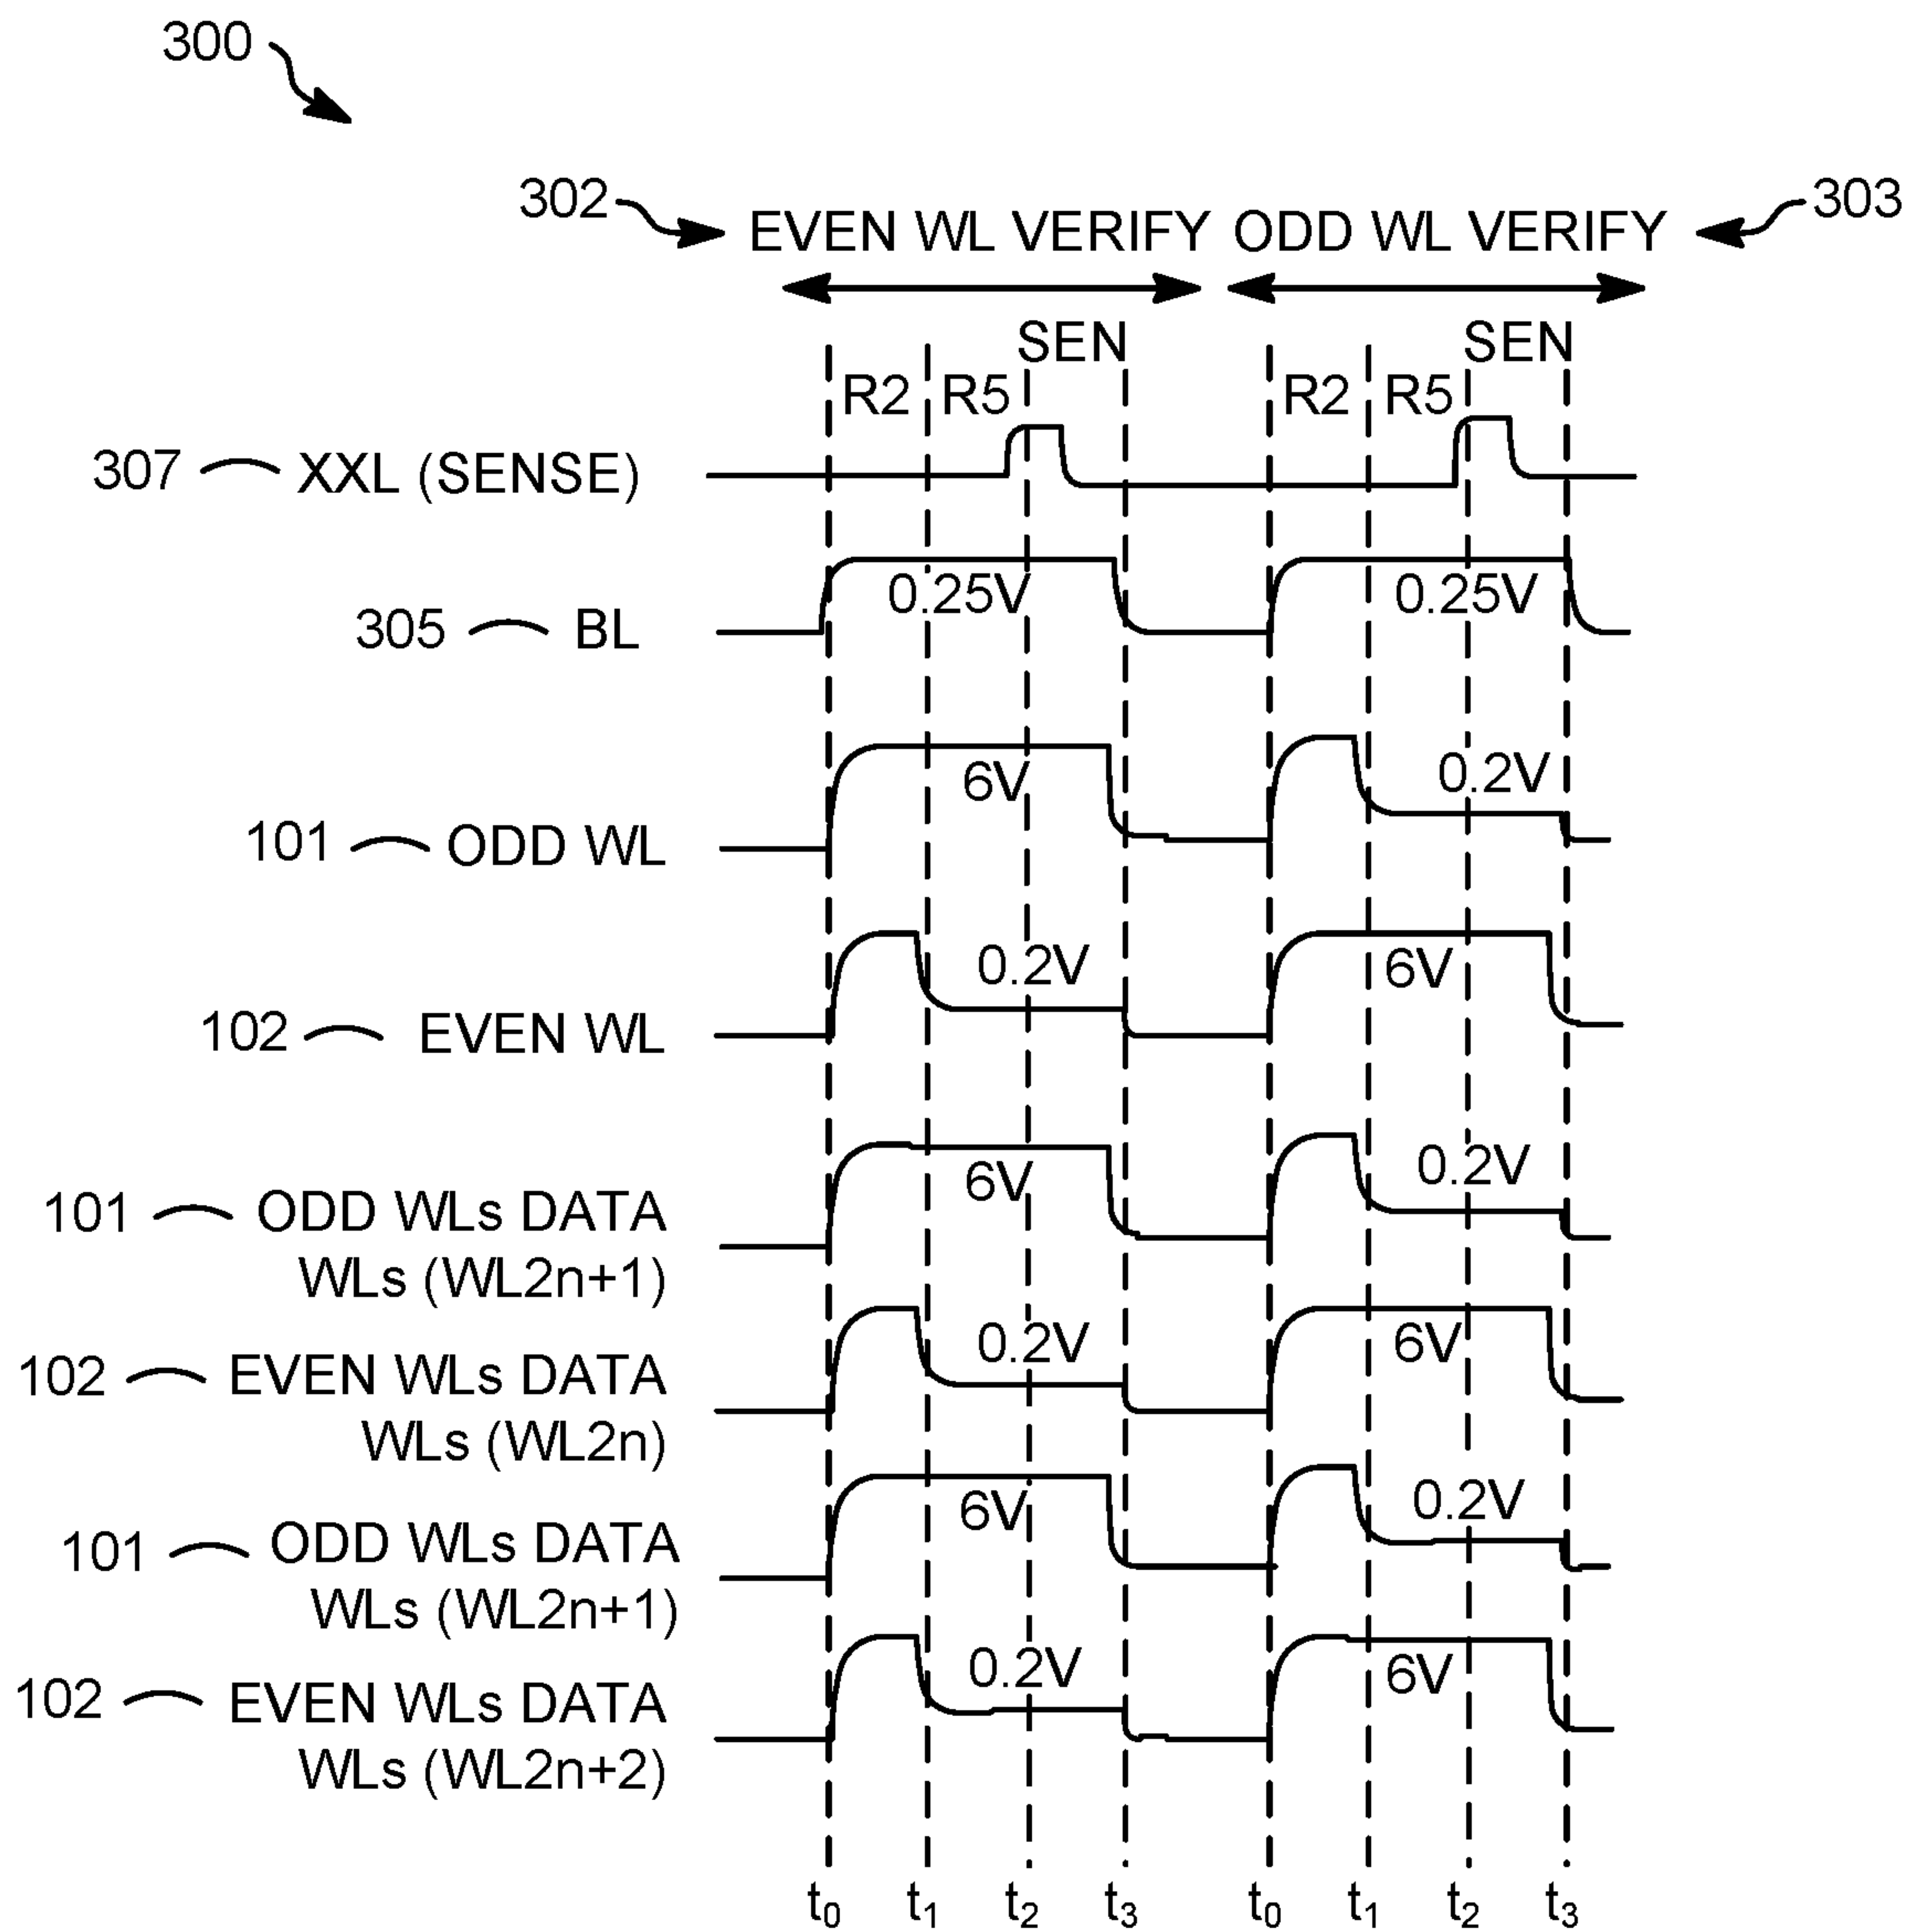 300
302 EVEN WL VERIFY ODD WL VERIFY 303
SEN SEN
R2 R5 R2 R5
307 XXL (SENSE)
0.25V 0.25V
305 BL
6V 0.2V
101 ODD WL
0.2V 6V
102 EVEN WL
6V 0.2V
101 ODD WLs DATA
WLs (WL2n+1)
0.2V 6V
102 EVEN WLs DATA
WLs (WL2n)
6V 0.2V
101 ODD WLs DATA
WLs (WL2n+1)
0.2V 6V
102 EVEN WLs DATA
WLs (WL2n+2)
t0 t1 t2 t3 t0 t1 t2 t3